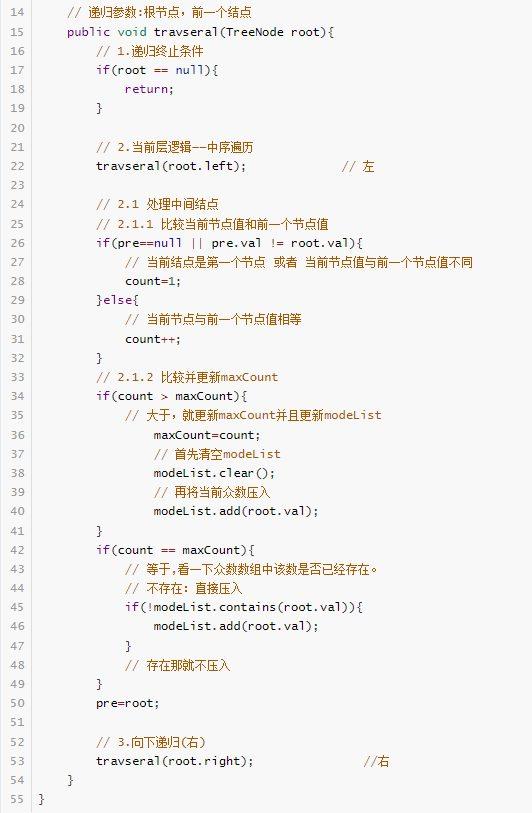 14 // 递归参数:根节点，前一个结点
15 public void travseral(TreeNode root){
16 // 1.递归终止条件
17 if(root == null){
18 return;
19 }
20
21 // 2.当前层逻辑——中序遍历
22 travseral(root.left); // 左
23
24 // 2.1 处理中间结点
25 // 2.1.1 比较当前节点值和前一个节点值
26 if(pre==null || pre.val != root.val){
27 // 当前结点是第一个节点 或者 当前节点值与前一个节点值不同
28 count=1;
29 }else{
30 // 当前节点与前一个节点值相等
31 count++;
32 }
33 // 2.1.2 比较并更新maxCount
34 if(count > maxCount){
35 // 大于，就更新maxCount并且更新modeList
36 maxCount=count;
37 // 首先清空modeList
38 modeList.clear();
39 // 再将当前众数压入
40 modeList.add(root.val);
41 }
42 if(count == maxCount){
43 // 等于,看一下众数数组中该数是否已经存在。
44 // 不存在：直接压入
45 if(!modeList.contains(root.val)){
46 modeList.add(root.val);
47 }
48 // 存在那就不压入
49 }
50 pre=root;
51
52 // 3.向下递归(右)
53 travseral(root.right); //右
54 }
55 }